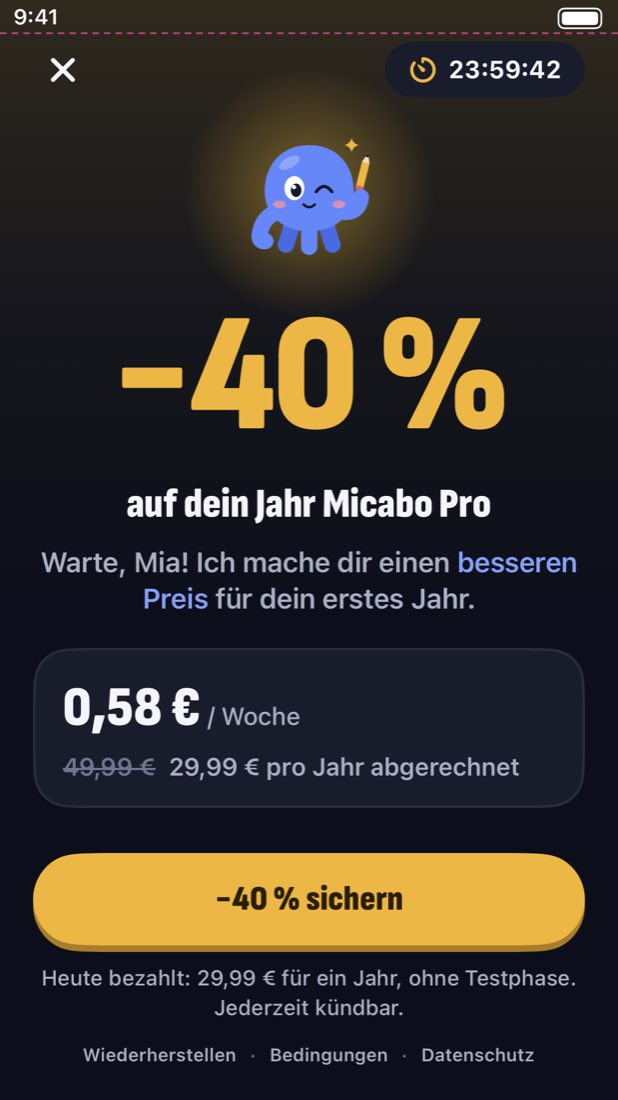 9:41
23:59:42
−40 %
auf dein Jahr Micabo Pro
Warte, Mia! Ich mache dir einen besseren
Preis für dein erstes Jahr.
0,58 € / Woche
49,99 € 29,99 € pro Jahr abgerechnet
−40 % sichern
Heute bezahlt: 29,99 € für ein Jahr, ohne Testphase.
Jederzeit kündbar.
Wiederherstellen · Bedingungen · Datenschutz